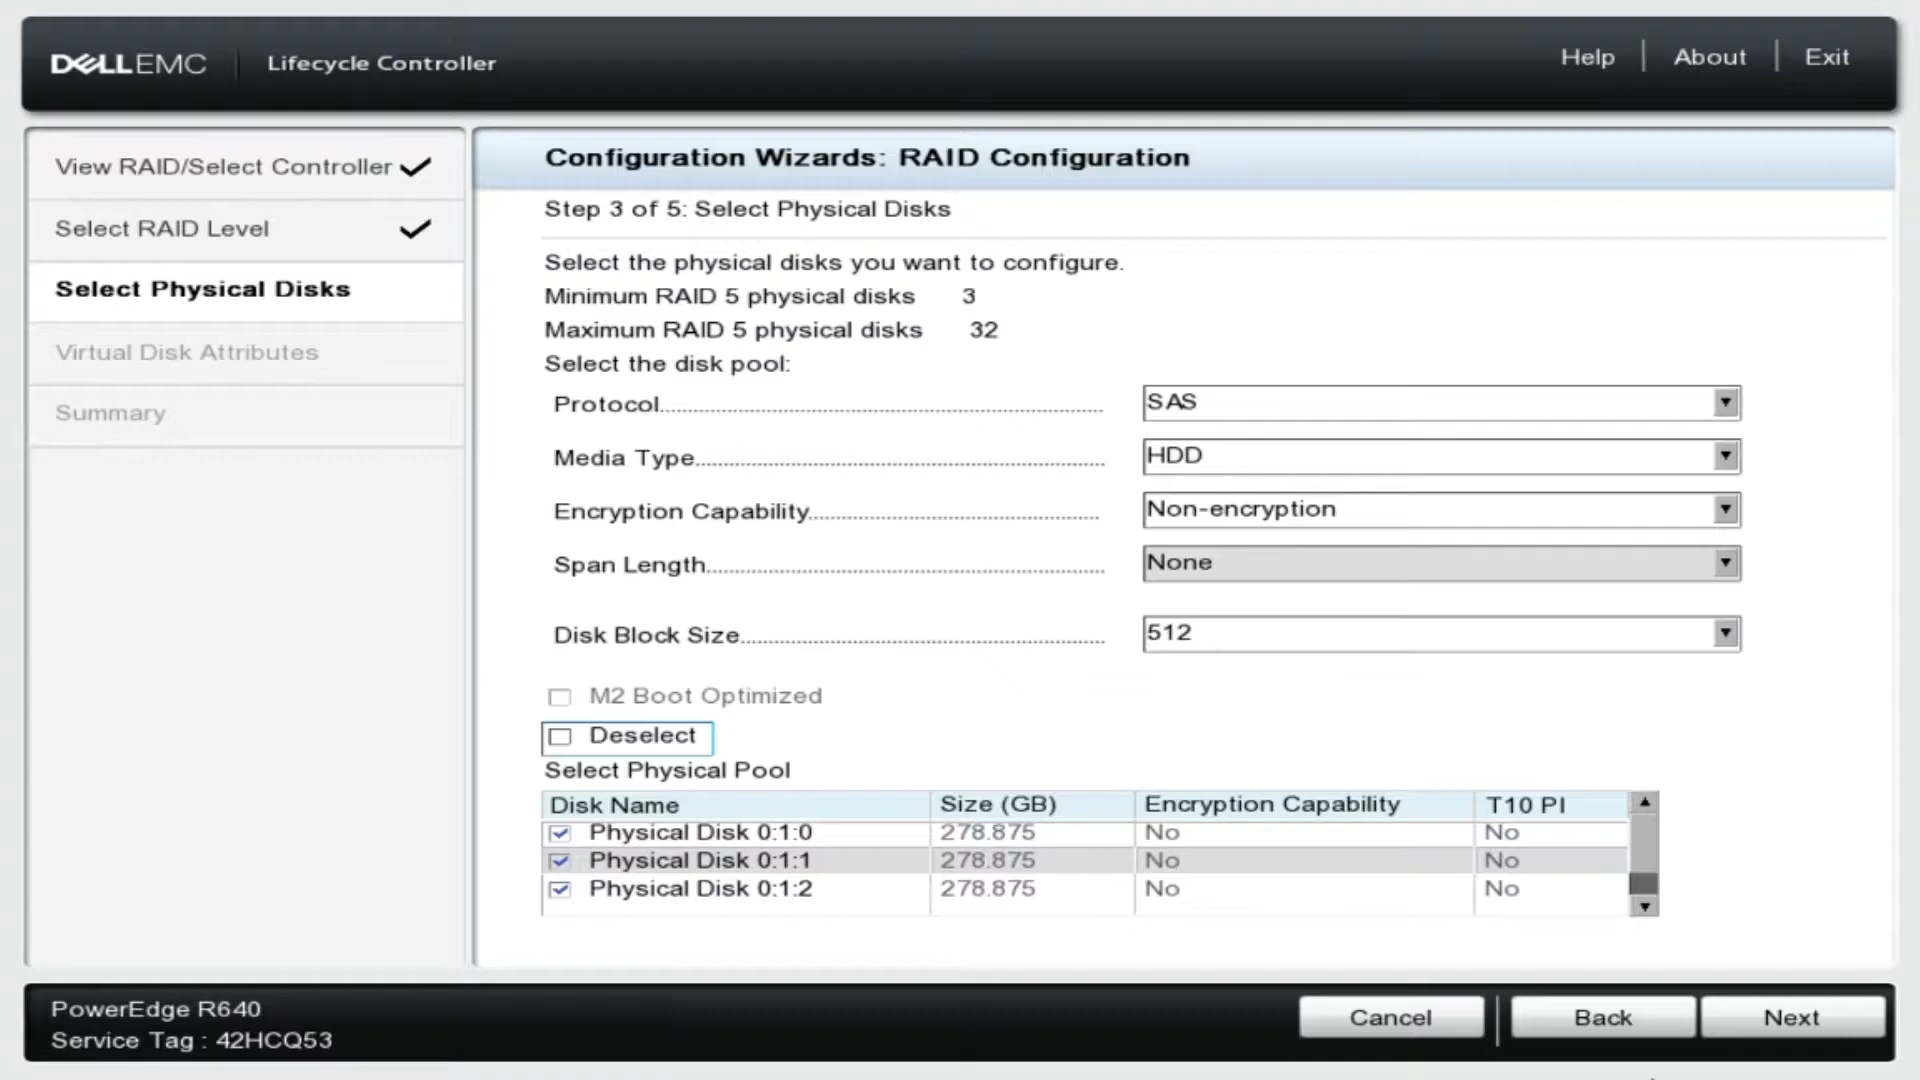 DELLEMC Lifecycle Controller Help About Exit
View RAID/Select Controller
Select RAID Level
Select Physical Disks
Virtual Disk Attributes
Summary
Configuration Wizards: RAID Configuration
Step 3 of 5: Select Physical Disks
Select the physical disks you want to configure.
Minimum RAID 5 physical disks 3
Maximum RAID 5 physical disks 32
Select the disk pool:
Protocol SAS
Media Type HDD
Encryption Capability Non-encryption
Span Length None
Disk Block Size 512
M2 Boot Optimized
Deselect
Select Physical Pool
Disk Name Size (GB) Encryption Capability T10 PI
Physical Disk 0:1:0 278.875 No No
Physical Disk 0:1:1 278.875 No No
Physical Disk 0:1:2 278.875 No No
PowerEdge R640
Service Tag : 42HCQ53
Cancel Back Next